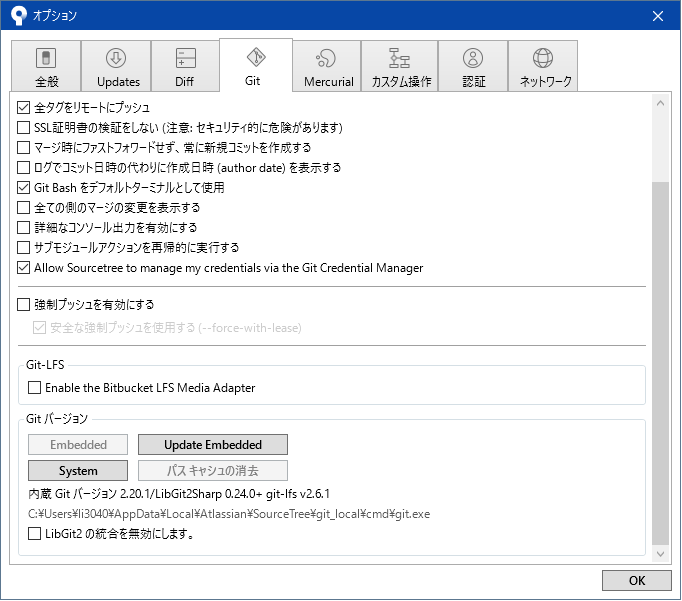 オプション
全般
Updates
Diff
Git
Mercurial
カスタム操作
認証
ネットワーク
全タグをリモートにプッシュ
SSL証明書の検証をしない (注意: セキュリティ的に危険があります)
マージ時にファストフォワードせず、常に新規コミットを作成する
ログでコミット日時の代わりに作成日時 (author date) を表示する
Git Bash をデフォルトターミナルとして使用
全ての側のマージの変更を表示する
詳細なコンソール出力を有効にする
サブモジュールアクションを再帰的に実行する
Allow Sourcetree to manage my credentials via the Git Credential Manager
強制プッシュを有効にする
安全な強制プッシュを使用する (--force-with-lease)
Git-LFS
Enable the Bitbucket LFS Media Adapter
Git バージョン
Embedded
Update Embedded
System
パス キャシュの消去
内蔵 Git バージョン 2.20.1/LibGit2Sharp 0.24.0+ git-lfs v2.6.1
C:¥Users¥li3040¥AppData¥Local¥Atlassian¥SourceTree¥git_local¥cmd¥git.exe
LibGit2 の統合を無効にします。
OK